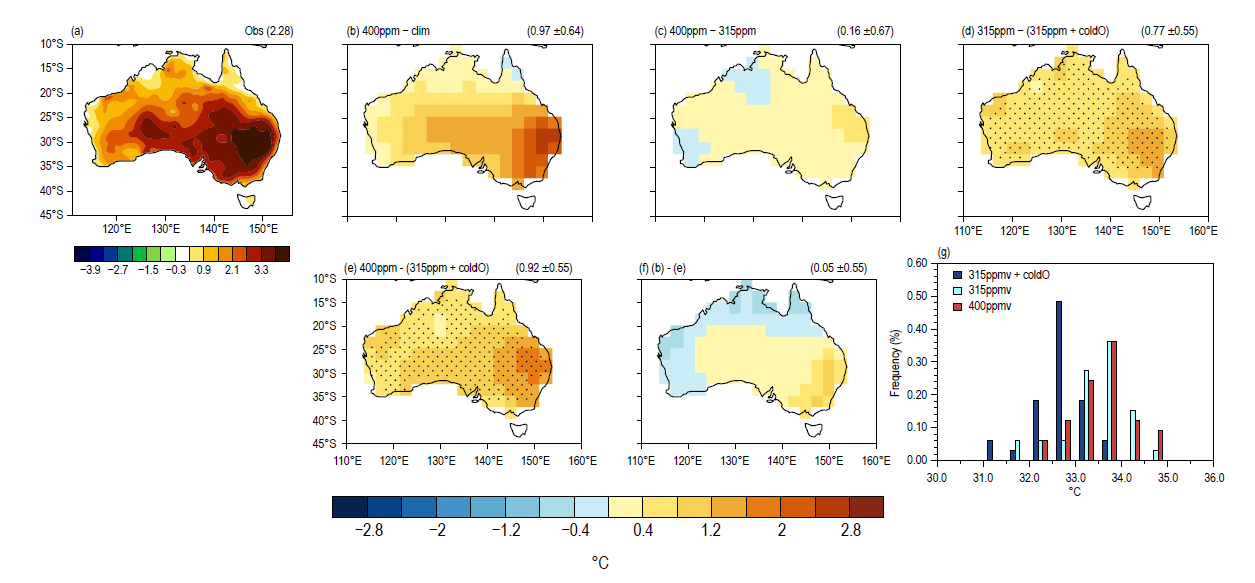 (a) Obs (2.28)
(b) 400ppm − clim (0.97 ±0.64)
(c) 400ppm − 315ppm (0.16 ±0.67)
(d) 315ppm − (315ppm + coldO) (0.77 ±0.55)
10°S
15°S
20°S
25°S
30°S
35°S
40°S
45°S
120°E 130°E 140°E 150°E
110°E 120°E 130°E 140°E 150°E 160°E
−3.9 −2.7 −1.5 −0.3 0.9 2.1 3.3
(e) 400ppm - (315ppm + coldO) (0.92 ±0.55)
(f) (b) - (e) (0.05 ±0.55)
10°S
15°S
20°S
25°S
30°S
35°S
40°S
45°S
110°E 120°E 130°E 140°E 150°E 160°E
110°E 120°E 130°E 140°E 150°E 160°E
(g)
315ppmv + coldO
315ppmv
400ppmv
Frequency (%)
0.60
0.50
0.40
0.30
0.20
0.10
0.00
30.0 31.0 32.0 33.0 34.0 35.0 36.0
°C
−2.8 −2 −1.2 −0.4 0.4 1.2 2 2.8
°C